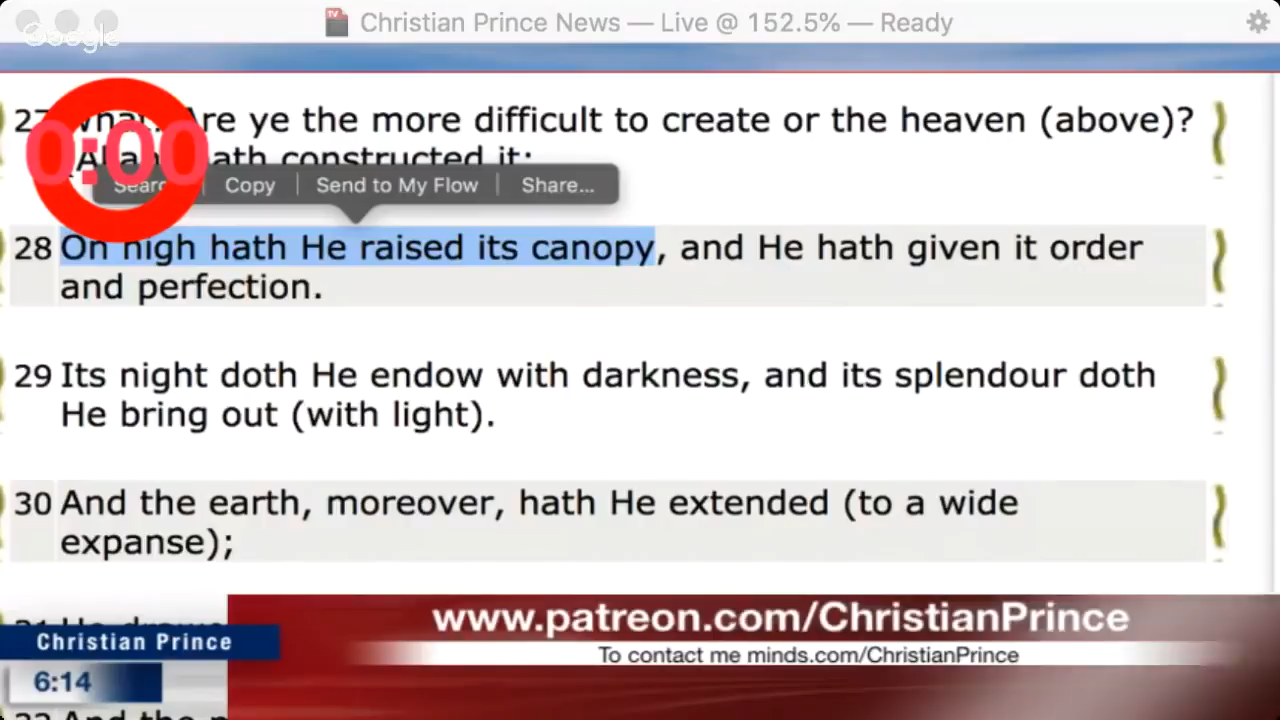 Christian Prince News — Live @ 152.5% — Ready
Google
27 What! Are ye the more difficult to create or the heaven (above)?
hath constructed it:
0:00
Copy
Send to My Flow
Share...
28 On high hath He raised its canopy, and He hath given it order
and perfection.
29 Its night doth He endow with darkness, and its splendour doth
He bring out (with light).
30 And the earth, moreover, hath He extended (to a wide
expanse);
www.patreon.com/ChristianPrince
Christian Prince
To contact me minds.com/ChristianPrince
6:14